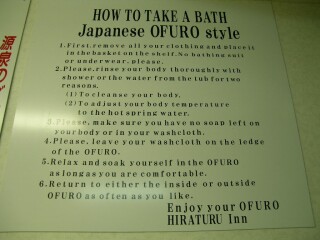 HOW TO TAKE A BATH
Japanese OFURO style
1.First, remove all your clothing and place it
in the basket on the shelf. No bathing suit
or underwear, please.
2.Please, rinse your body thoroughly with
shower or the water from the tub for two
reasons.
(1)To cleanse your body.
(2)To adjust your body temperature
to the hot spring water.
3.Please, make sure you have no soap left on
your body or in your washcloth.
4.Please, leave your washcloth on the ledge
of the OFURO.
5.Relax and soak yourself in the OFURO
as long as you are comfortable.
6.Return to either the inside or outside
OFURO as often as you like.
Enjoy your OFURO
HIRATURU Inn
源泉の